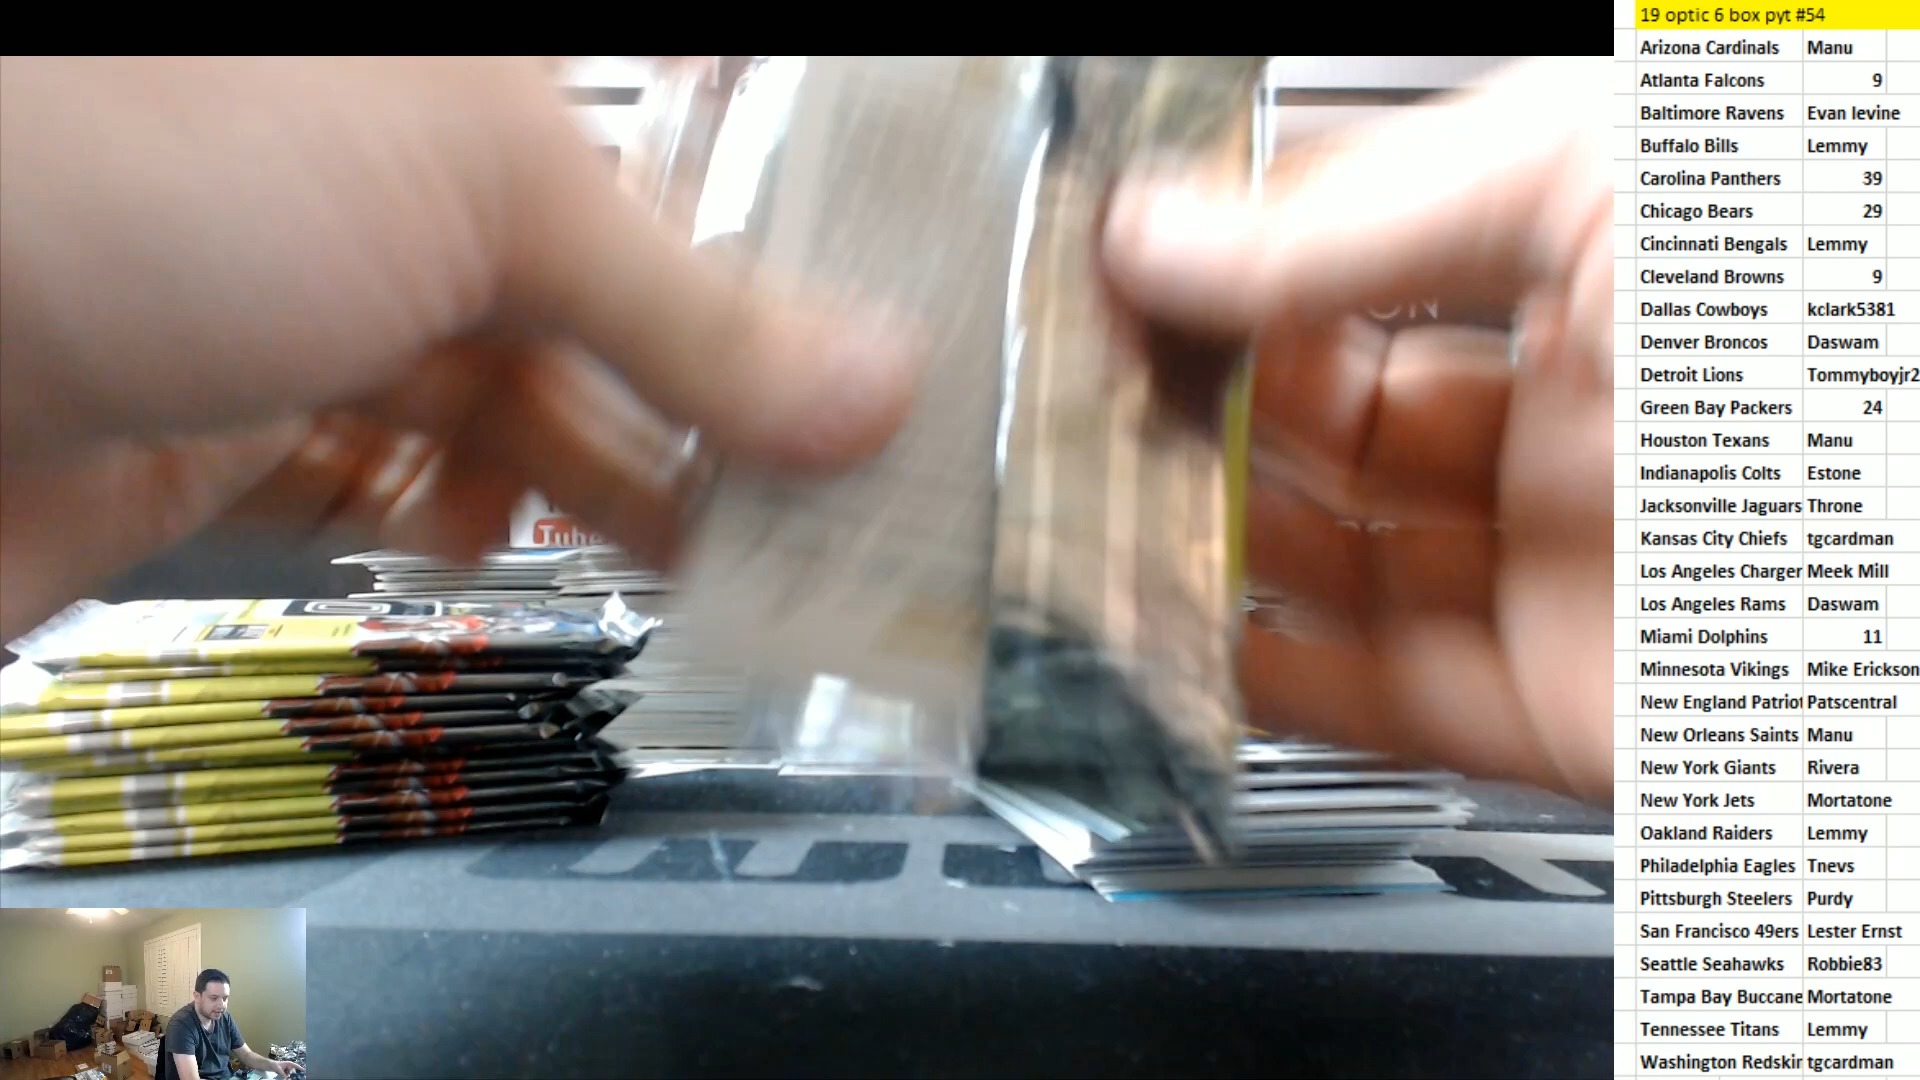 19 optic 6 box pyt #54
Arizona Cardinals Manu
Atlanta Falcons 9
Baltimore Ravens Evan levine
Buffalo Bills Lemmy
Carolina Panthers 39
Chicago Bears 29
Cincinnati Bengals Lemmy
Cleveland Browns 9
Dallas Cowboys kclark5381
Denver Broncos Daswam
Detroit Lions Tommyboyjr2
Green Bay Packers 24
Houston Texans Manu
Indianapolis Colts Estone
Jacksonville Jaguars Throne
Kansas City Chiefs tgcardman
Los Angeles Charger Meek Mill
Los Angeles Rams Daswam
Miami Dolphins 11
Minnesota Vikings Mike Erickson
New England Patriot Patscentral
New Orleans Saints Manu
New York Giants Rivera
New York Jets Mortatone
Oakland Raiders Lemmy
Philadelphia Eagles Tnevs
Pittsburgh Steelers Purdy
San Francisco 49ers Lester Ernst
Seattle Seahawks Robbie83
Tampa Bay Buccane Mortatone
Tennessee Titans Lemmy
Washington Redskin tgcardman
Tube
ON